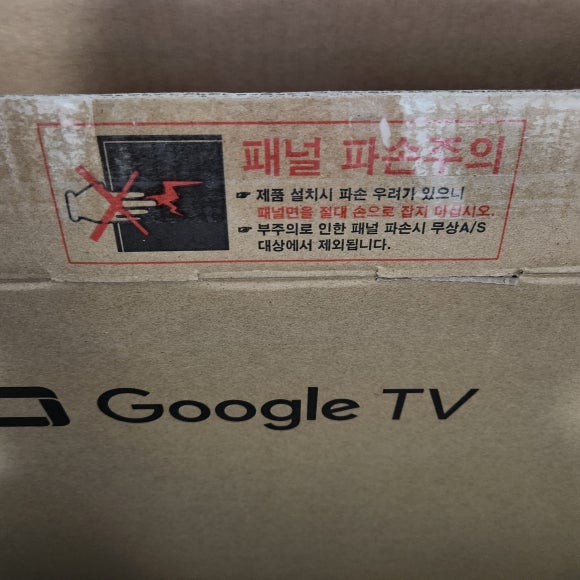 패널 파손주의
☞ 제품 설치시 파손 우려가 있으니
패널면을 절대 손으로 잡지 마십시오.
☞ 부주의로 인한 패널 파손시 무상A/S
대상에서 제외됩니다.
Google TV